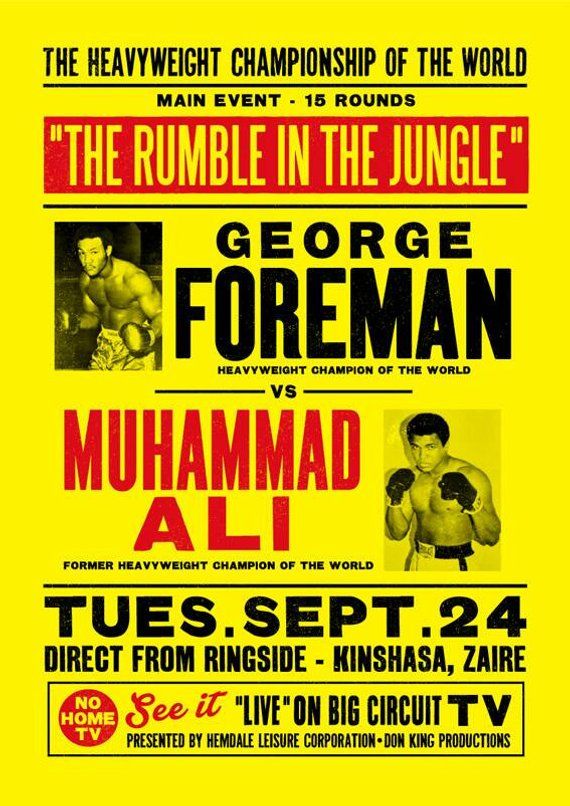 THE HEAVYWEIGHT CHAMPIONSHIP OF THE WORLD
MAIN EVENT - 15 ROUNDS
"THE RUMBLE IN THE JUNGLE"
GEORGE
FOREMAN
HEAVYWEIGHT CHAMPION OF THE WORLD
VS
MUHAMMAD
ALI
FORMER HEAVYWEIGHT CHAMPION OF THE WORLD
TUES.SEPT.24
DIRECT FROM RINGSIDE - KINSHASA, ZAIRE
NO
HOME
TV
See it "LIVE" ON BIG CIRCUIT TV
PRESENTED BY HEMDALE LEISURE CORPORATION • DON KING PRODUCTIONS